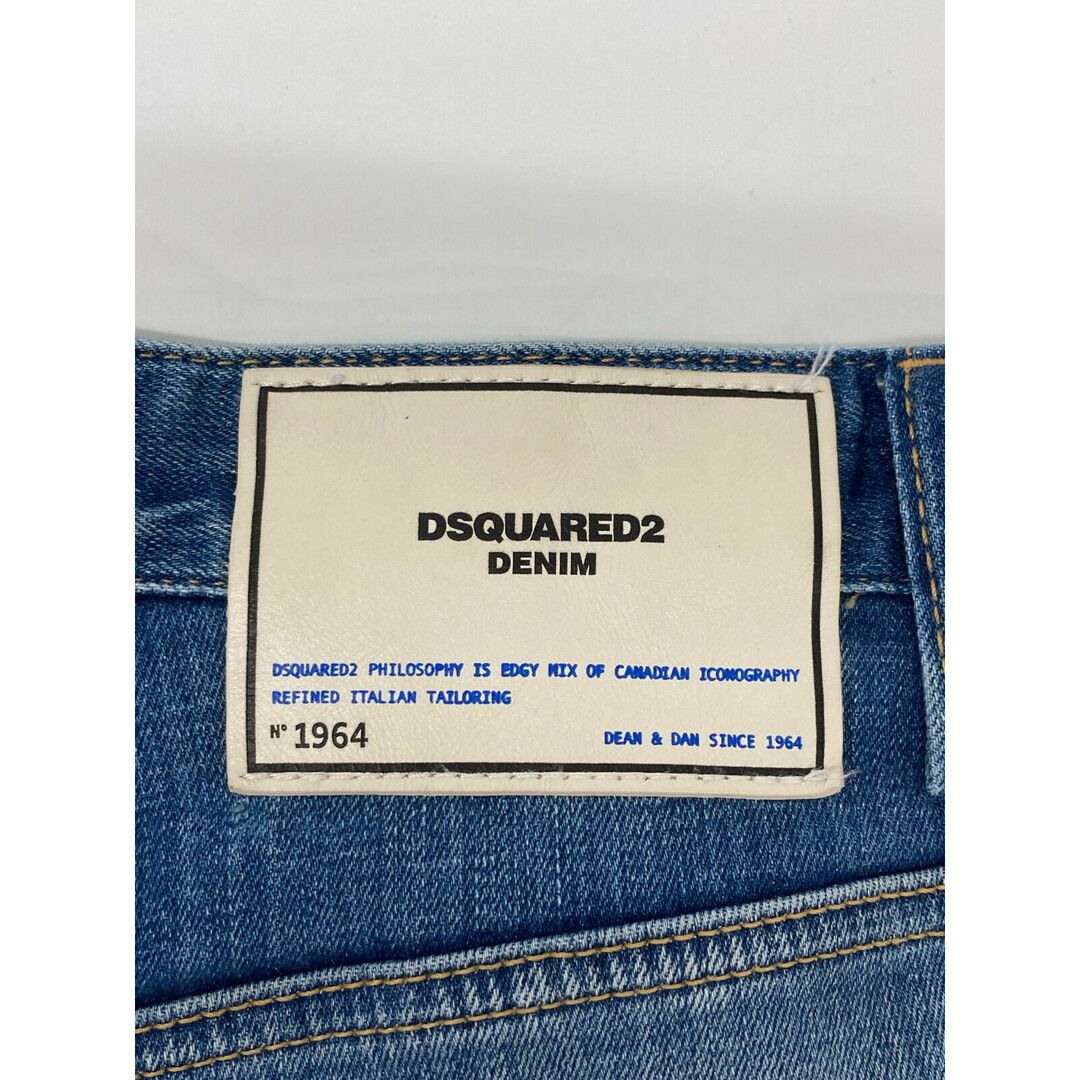 DSQUARED2
DENIM
DSQUARED2 PHILOSOPHY IS EDGY MIX OF CANADIAN ICONOGRAPHY
REFINED ITALIAN TAILORING
N° 1964
DEAN & DAN SINCE 1964